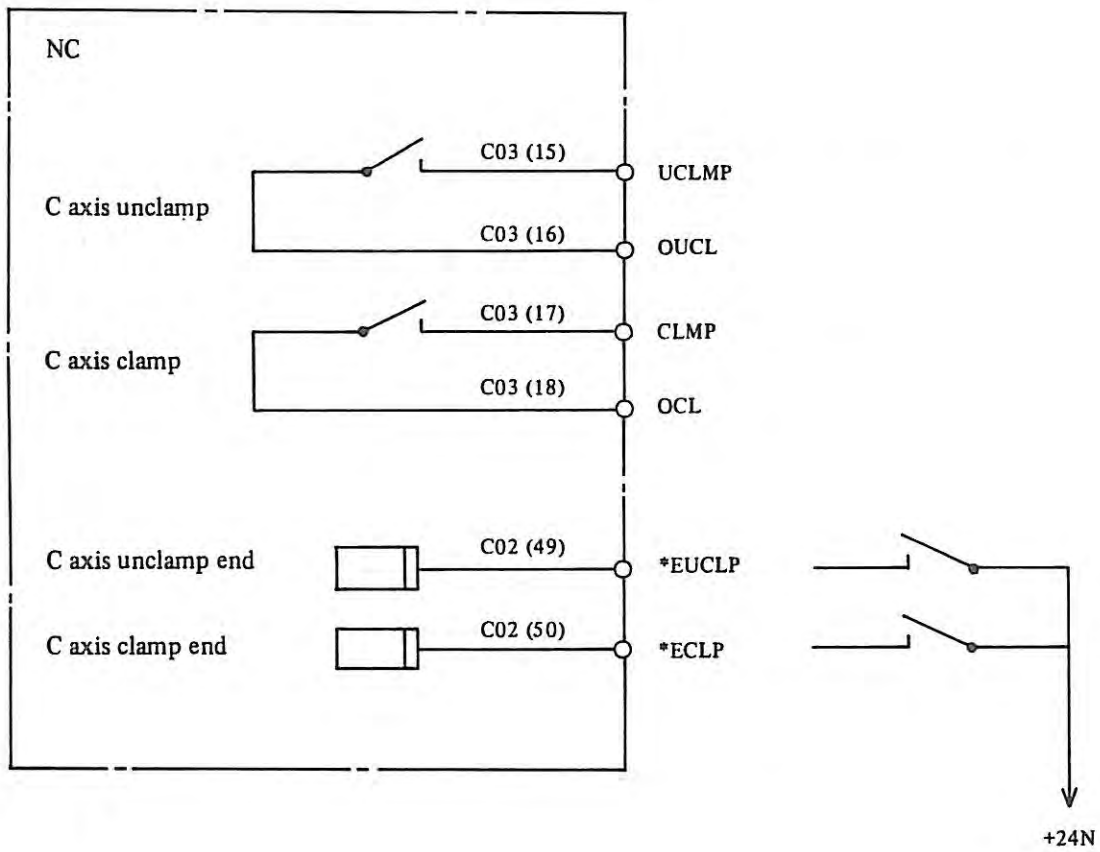 NC
C03 (15)
UCLMP
C axis unclamp
C03 (16)
OUCL
C03 (17)
CLMP
C axis clamp
C03 (18)
OCL
C axis unclamp end
C02 (49)
*EUCLP
C axis clamp end
C02 (50)
*ECLP
+24N